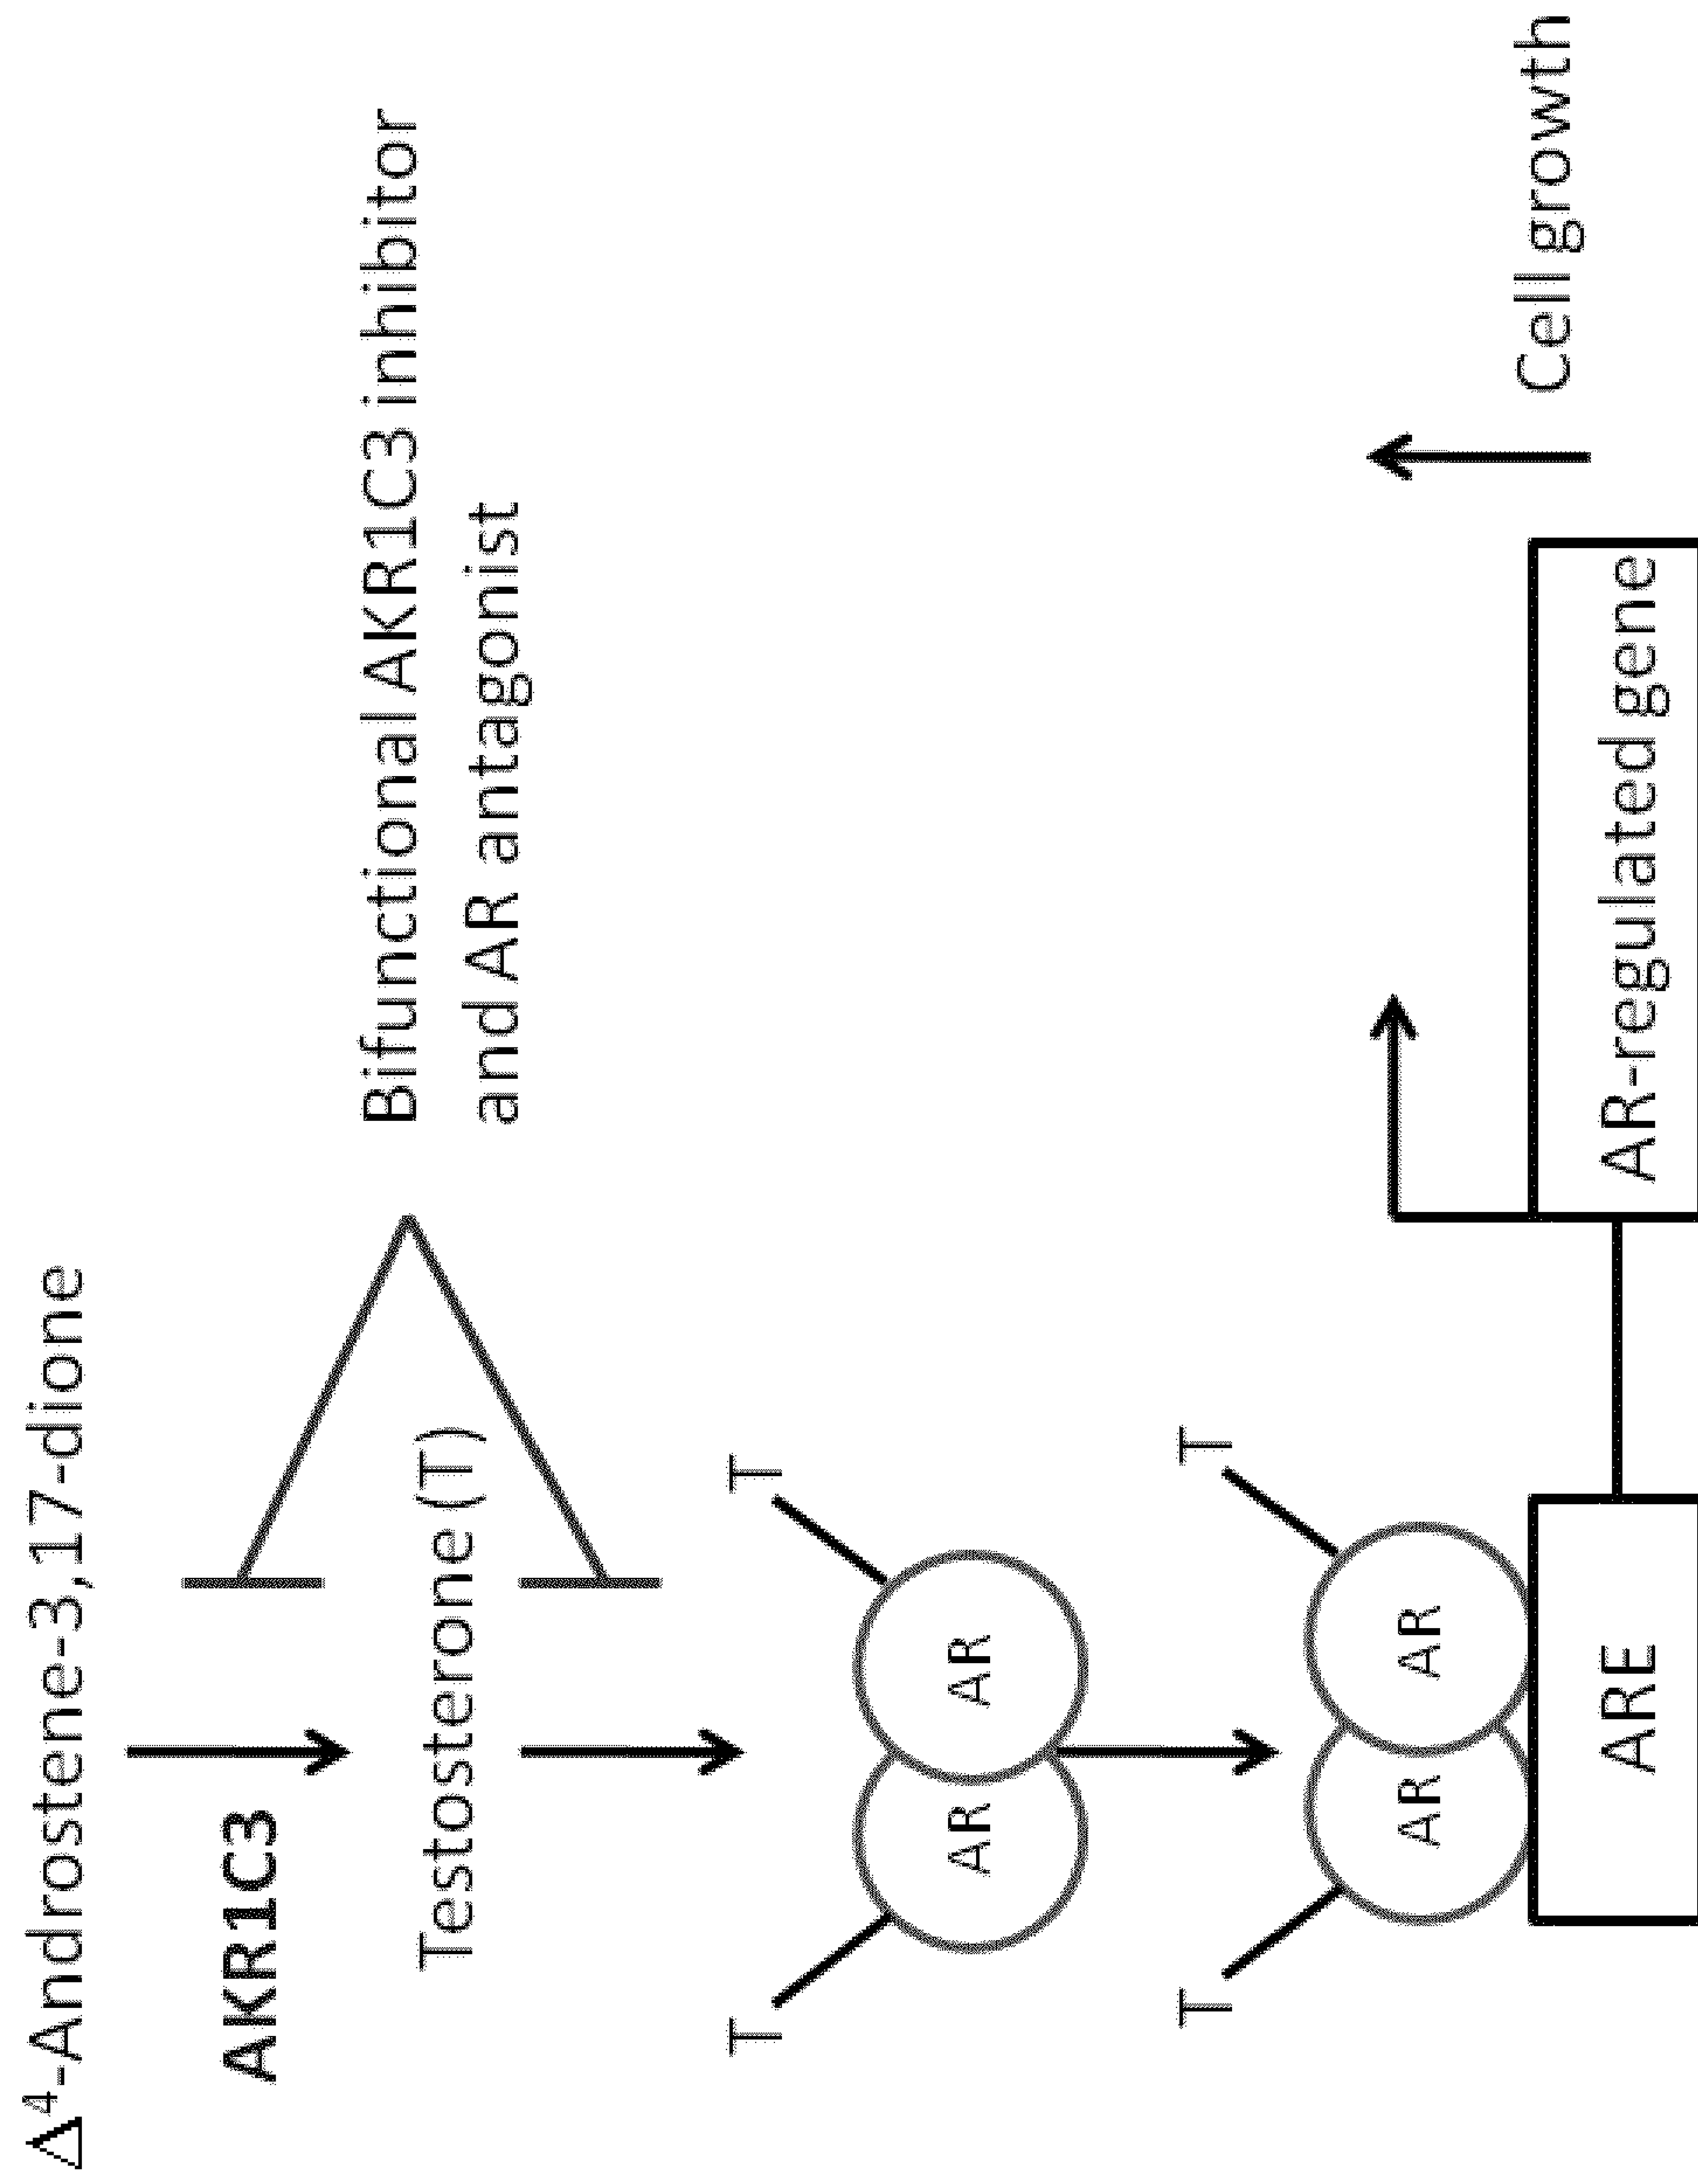 Δ⁴-Androstene-3,17-dione
AKR1C3
Bifunctional AKR1C3 inhibitor
and AR antagonist
Testosterone (T)
T
T
AR
AR
T
T
AR
AR
ARE
AR-regulated gene
Cell growth